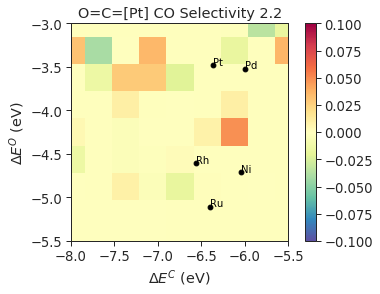 O=C=[Pt] CO Selectivity 2.2
−3.0
−3.5
−4.0
−4.5
−5.0
−5.5
ΔE^O (eV)
Pt
Pd
Rh
Ni
Ru
−8.0 −7.5 −7.0 −6.5 −6.0 −5.5
ΔE^C (eV)
0.100
0.075
0.050
0.025
0.000
−0.025
−0.050
−0.075
−0.100